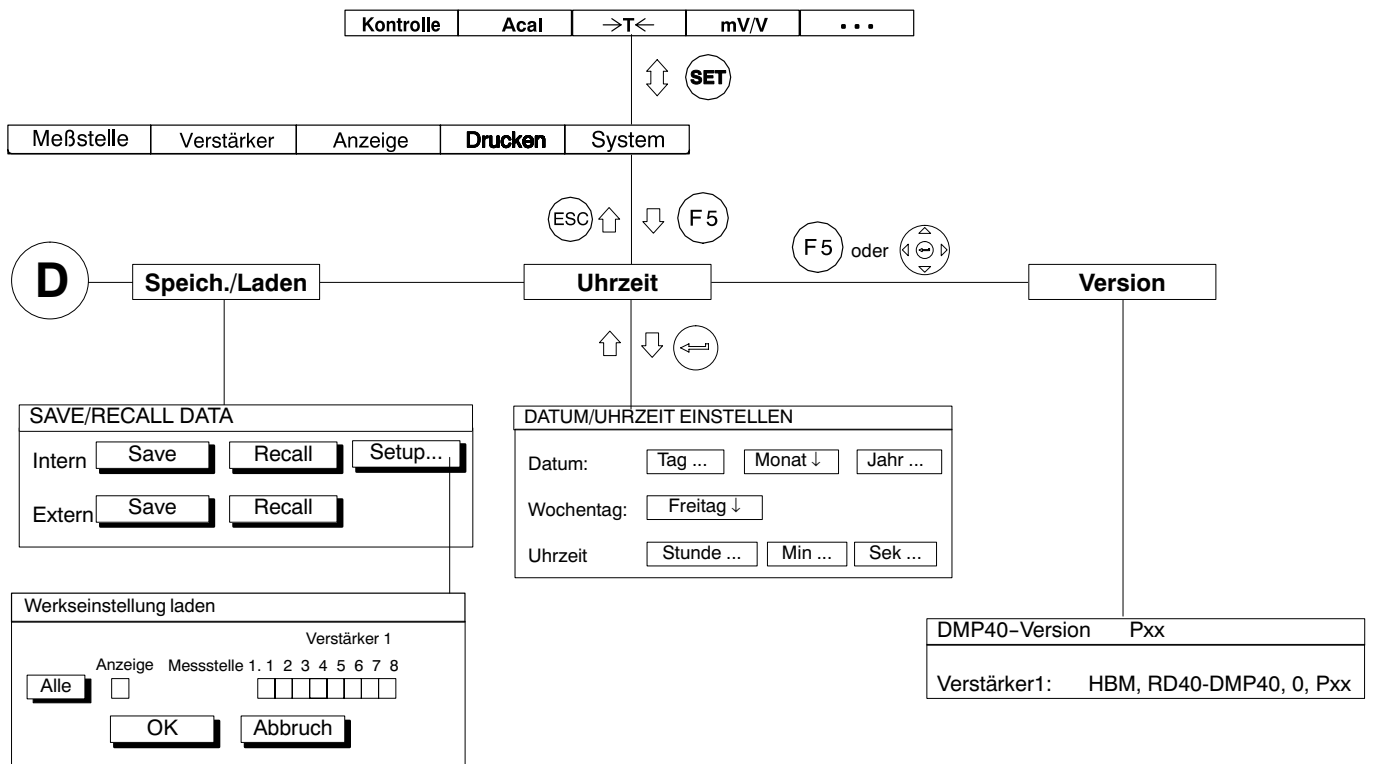 Kontrolle Acal →T← mV/V ...
SET
Meßstelle Verstärker Anzeige Drucken System
ESC F5
F5 oder
D Speich./Laden Uhrzeit Version
SAVE/RECALL DATA
Intern Save Recall Setup...
Extern Save Recall
DATUM/UHRZEIT EINSTELLEN
Datum: Tag ... Monat ↓ Jahr ...
Wochentag: Freitag ↓
Uhrzeit Stunde ... Min ... Sek ...
Werkseinstellung laden
Verstärker 1
Anzeige Messstelle 1. 1 2 3 4 5 6 7 8
Alle
OK Abbruch
DMP40-Version Pxx
Verstärker1: HBM, RD40-DMP40, 0, Pxx